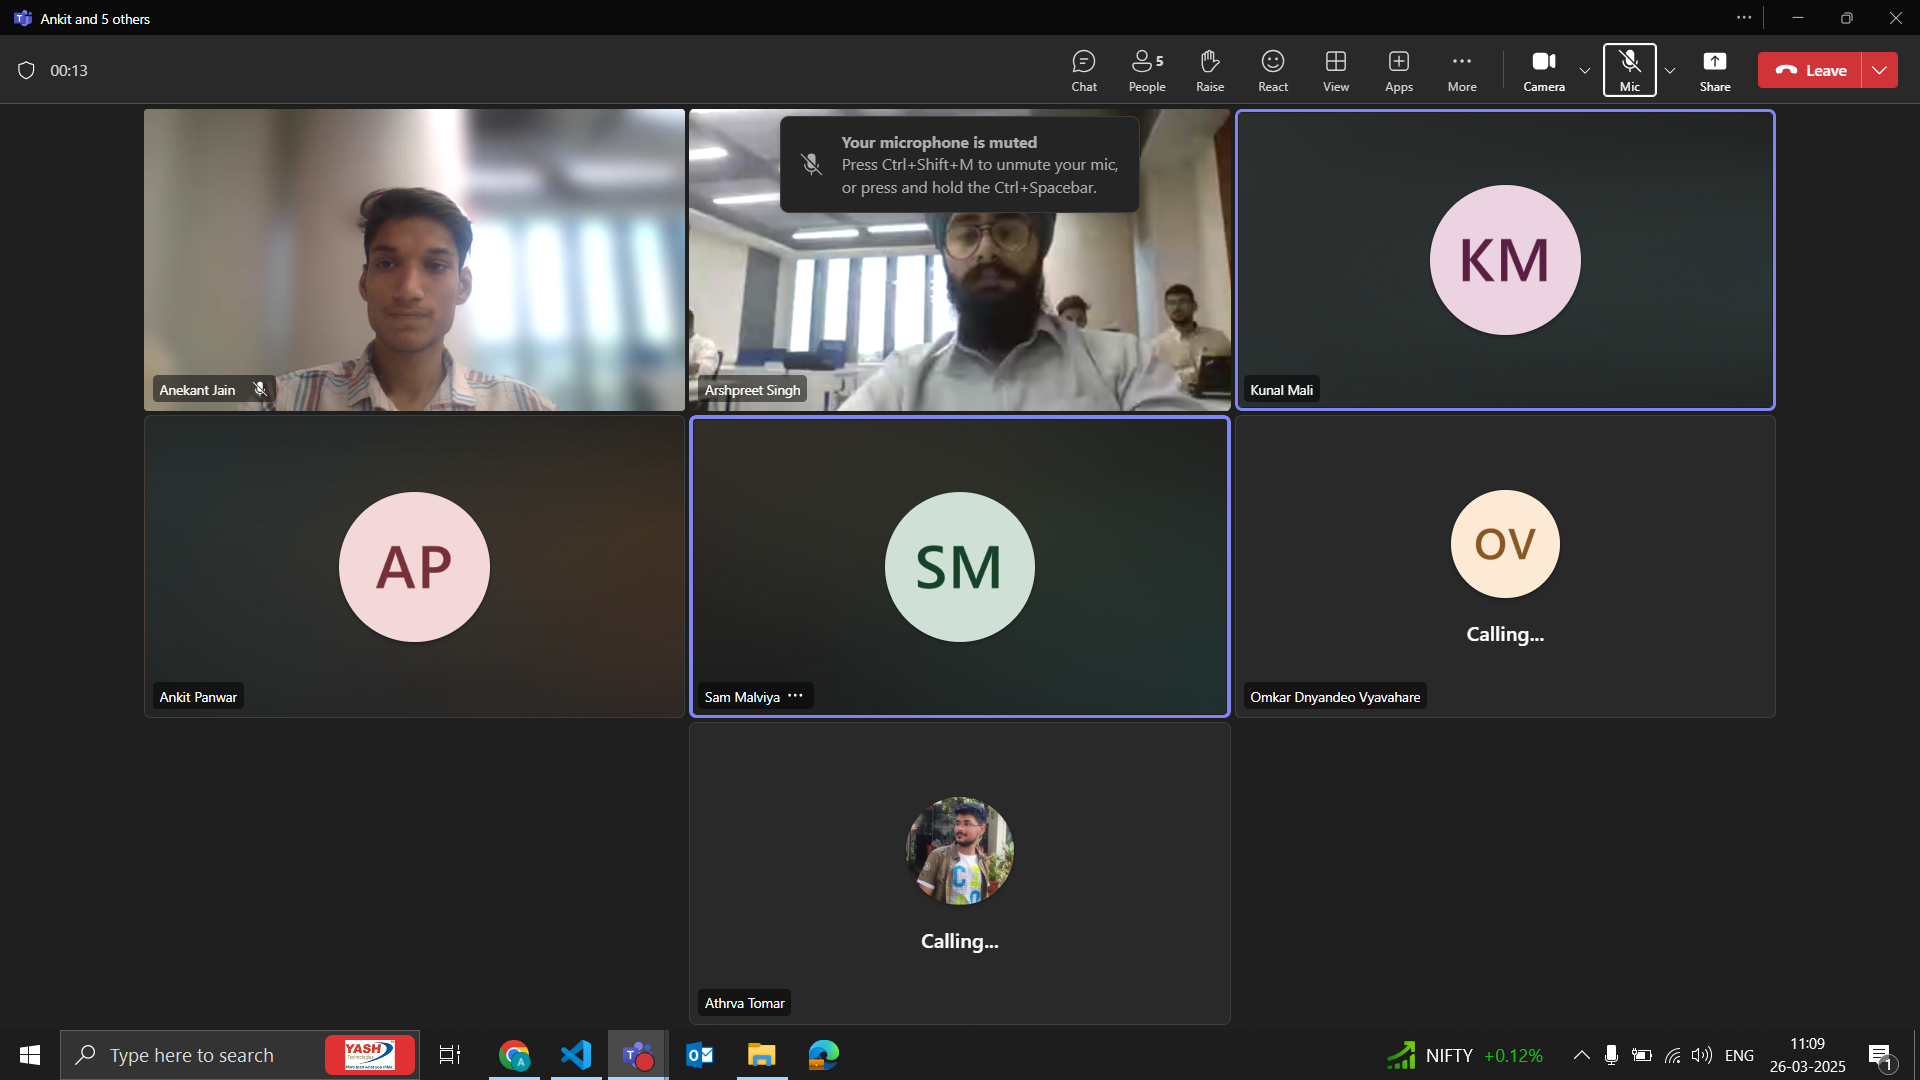 Ankit and 5 others
00:13
Chat
People
5
Raise
React
View
Apps
More
Camera
Mic
Share
Leave
Your microphone is muted
Press Ctrl+Shift+M to unmute your mic,
or press and hold the Ctrl+Spacebar.
Anekant Jain
Arshpreet Singh
KM
Kunal Mali
AP
Ankit Panwar
SM
Sam Malviya
OV
Calling...
Omkar Dnyandeo Vyavahare
Calling...
Athrva Tomar
Type here to search
YASH
Technologies
NIFTY +0.12%
ENG
11:09
26-03-2025
1